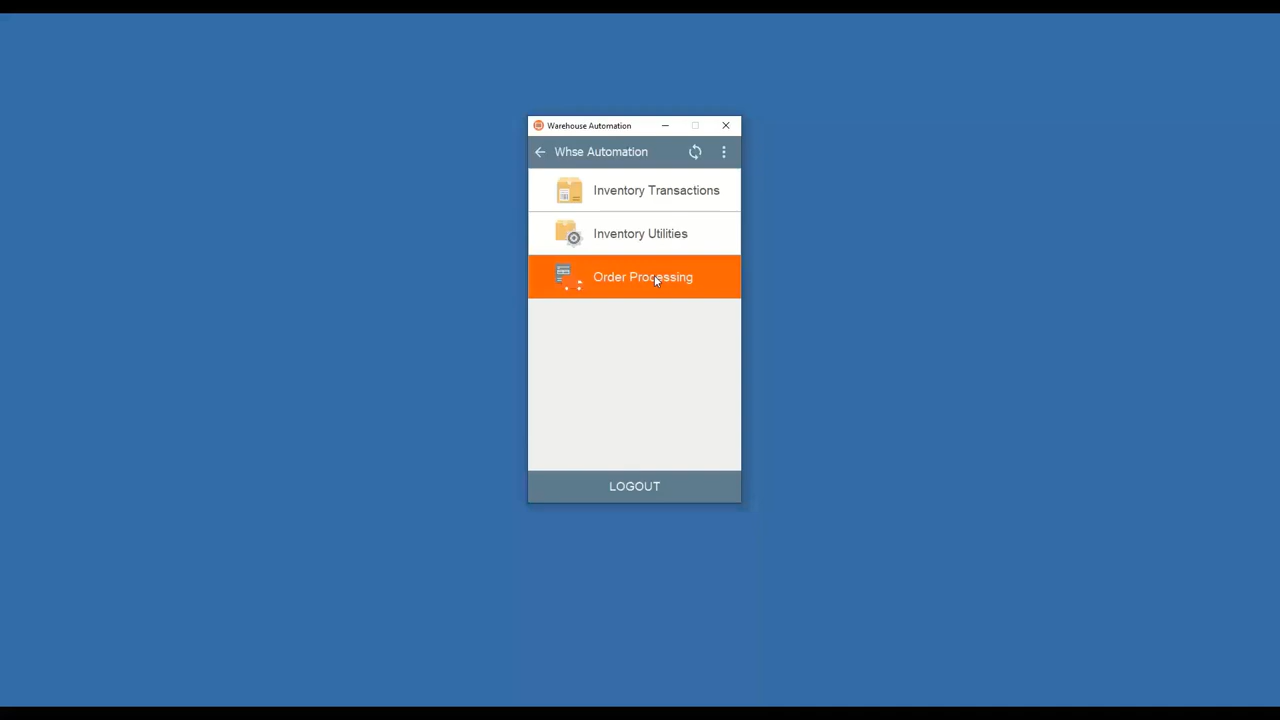 Warehouse Automation
Whse Automation
Inventory Transactions
Inventory Utilities
Order Processing
LOGOUT